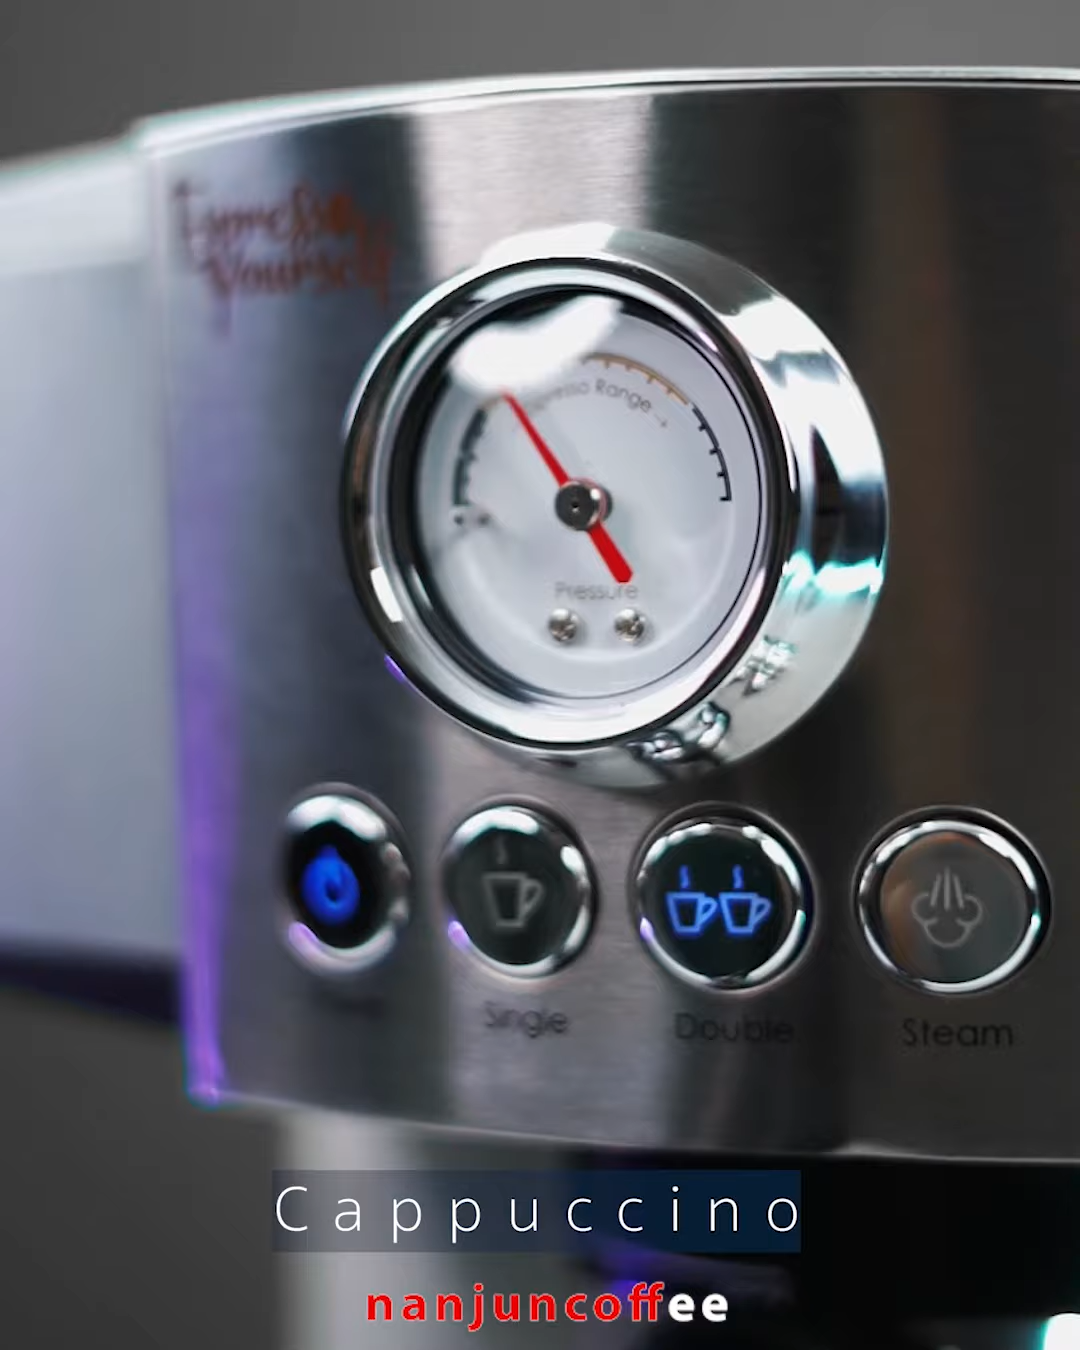 Espresso
Yourself
Espresso Range →
Pressure
Single
Double
Steam
Cappuccino
nanjuncoffee